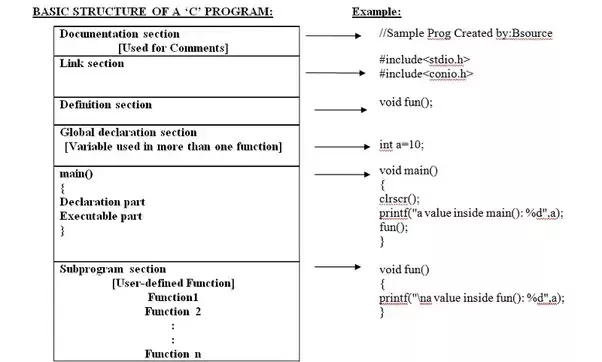 BASIC STRUCTURE OF A ‘C’ PROGRAM:
Example:
Documentation section
[Used for Comments]
//Sample Prog Created by:Bsource
Link section
#include<stdio.h>
#include<conio.h>
Definition section
void fun();
Global declaration section
[Variable used in more than one function]
int a=10;
main()
{
Declaration part
Executable part
}
void main()
{
clrscr();
printf("a value inside main(): %d",a);
fun();
}
Subprogram section
[User-defined Function]
Function1
Function 2
:
:
Function n
void fun()
{
printf("\na value inside fun(): %d",a);
}